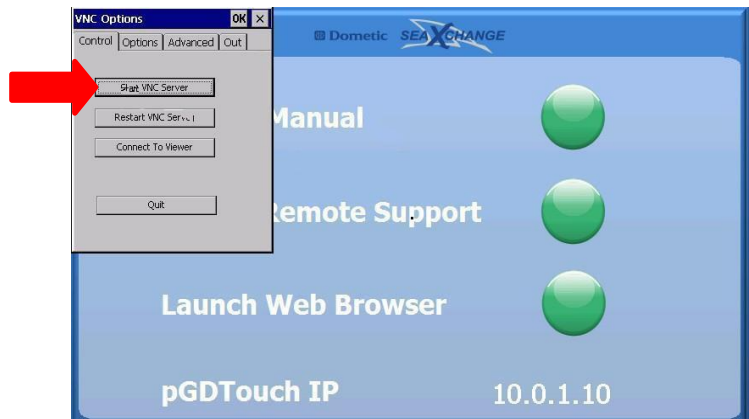 VNC Options OK ×
Control Options Advanced Out
Start VNC Server
Restart VNC Server
Connect To Viewer
Quit
Dometic SEAXCHANGE
Manual
Remote Support
Launch Web Browser
pGDTouch IP 10.0.1.10